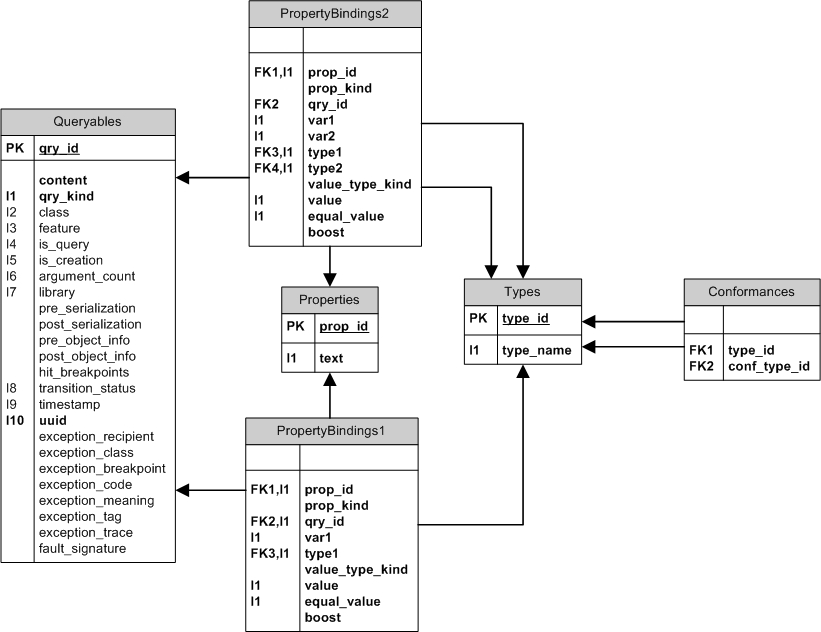 PropertyBindings2
FK1,I1 prop_id
prop_kind
FK2 qry_id
I1 var1
I1 var2
FK3,I1 type1
FK4,I1 type2
value_type_kind
I1 value
I1 equal_value
boost
Queryables
PK qry_id
content
I1 qry_kind
I2 class
I3 feature
I4 is_query
I5 is_creation
I6 argument_count
I7 library
pre_serialization
post_serialization
pre_object_info
post_object_info
hit_breakpoints
I8 transition_status
I9 timestamp
I10 uuid
exception_recipient
exception_class
exception_breakpoint
exception_code
exception_meaning
exception_tag
exception_trace
fault_signature
Properties
PK prop_id
I1 text
Types
PK type_id
I1 type_name
Conformances
FK1 type_id
FK2 conf_type_id
PropertyBindings1
FK1,I1 prop_id
prop_kind
FK2,I1 qry_id
I1 var1
FK3,I1 type1
value_type_kind
I1 value
I1 equal_value
boost